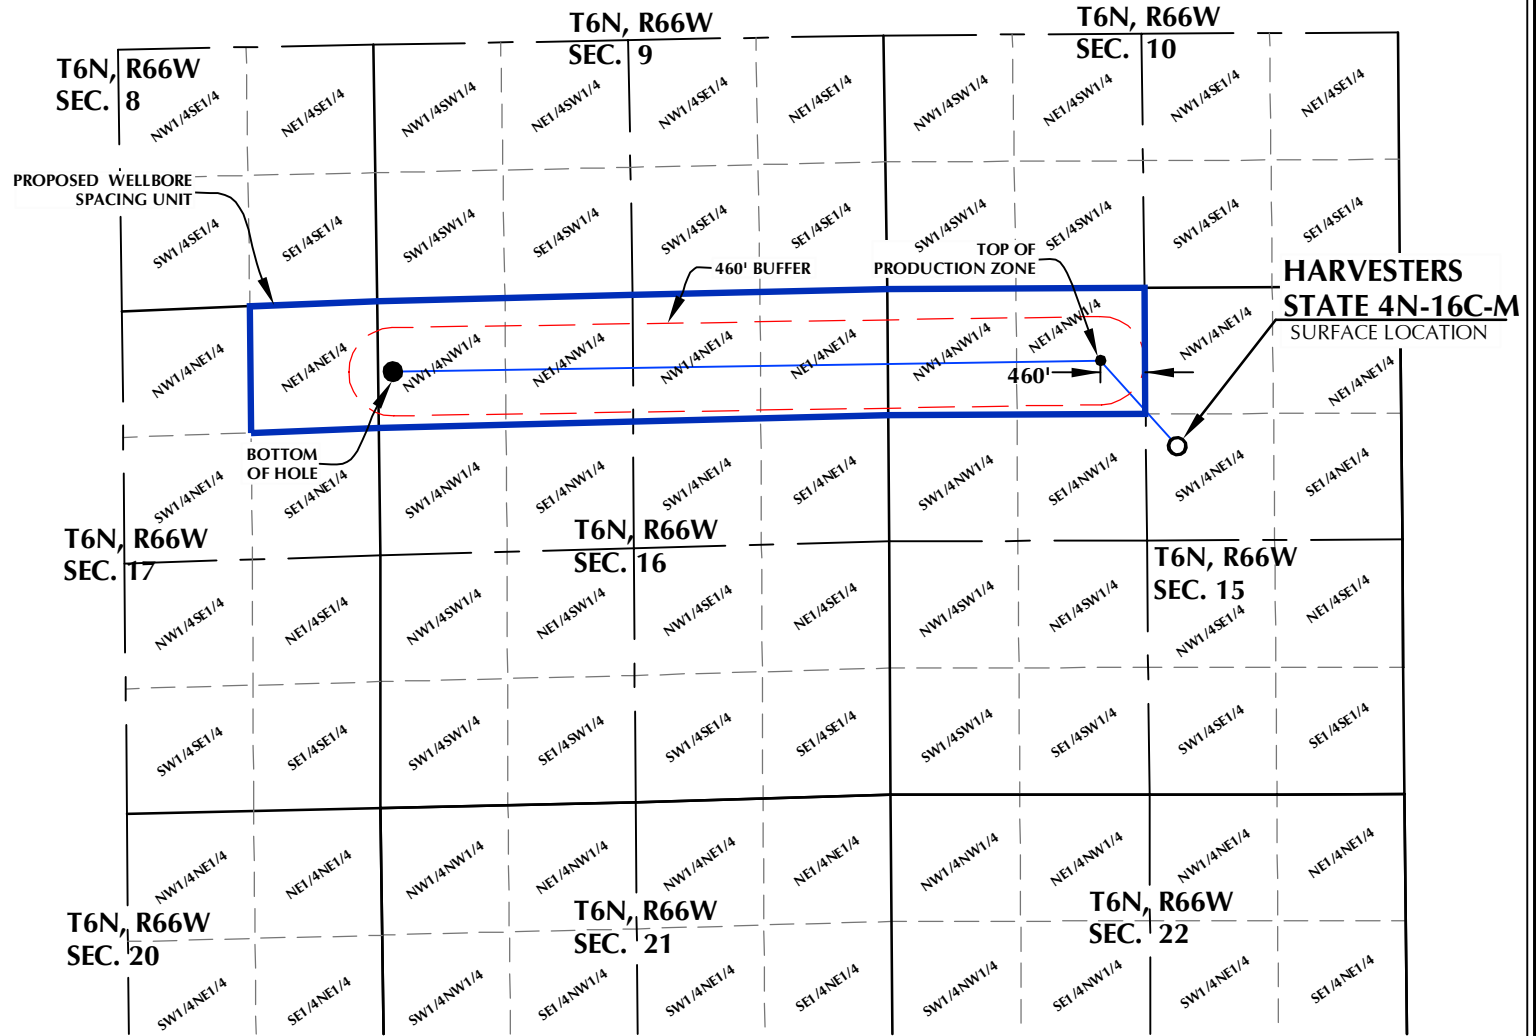 T6N, R66W
SEC. 9
T6N, R66W
SEC. 10
T6N, R66W
SEC. 8
NW1/4SE1/4
NE1/4SE1/4
NW1/4SW1/4
NE1/4SW1/4
NW1/4SE1/4
NE1/4SE1/4
NW1/4SW1/4
NE1/4SW1/4
NW1/4SE1/4
NE1/4SE1/4
PROPOSED WELLBORE
SPACING UNIT
SW1/4SE1/4
SE1/4SE1/4
SW1/4SW1/4
SE1/4SW1/4
SW1/4SE1/4
SE1/4SE1/4
SW1/4SW1/4
SE1/4SW1/4
SW1/4SE1/4
SE1/4SE1/4
460' BUFFER
TOP OF
PRODUCTION ZONE
HARVESTERS
STATE 4N-16C-M
SURFACE LOCATION
NW1/4NE1/4
NE1/4NE1/4
NW1/4NW1/4
NE1/4NW1/4
NW1/4NE1/4
NE1/4NE1/4
NW1/4NW1/4
NE1/4NW1/4
NW1/4NE1/4
NE1/4NE1/4
460'
BOTTOM
OF HOLE
SW1/4NE1/4
SE1/4NE1/4
SW1/4NW1/4
SE1/4NW1/4
SW1/4NE1/4
SE1/4NE1/4
SW1/4NW1/4
SE1/4NW1/4
SW1/4NE1/4
SE1/4NE1/4
T6N, R66W
SEC. 17
T6N, R66W
SEC. 16
T6N, R66W
SEC. 15
NW1/4SE1/4
NE1/4SE1/4
NW1/4SW1/4
NE1/4SW1/4
NW1/4SE1/4
NE1/4SE1/4
NW1/4SW1/4
NE1/4SW1/4
NW1/4SE1/4
NE1/4SE1/4
SW1/4SE1/4
SE1/4SE1/4
SW1/4SW1/4
SE1/4SW1/4
SW1/4SE1/4
SE1/4SE1/4
SW1/4SW1/4
SE1/4SW1/4
SW1/4SE1/4
SE1/4SE1/4
NW1/4NE1/4
NE1/4NE1/4
NW1/4NW1/4
NE1/4NW1/4
NW1/4NE1/4
NE1/4NE1/4
NW1/4NW1/4
NE1/4NW1/4
NW1/4NE1/4
NE1/4NE1/4
T6N, R66W
SEC. 20
T6N, R66W
SEC. 21
T6N, R66W
SEC. 22
SW1/4NE1/4
SE1/4NE1/4
SW1/4NW1/4
SE1/4NW1/4
SW1/4NE1/4
SE1/4NE1/4
SW1/4NW1/4
SE1/4NW1/4
SW1/4NE1/4
SE1/4NE1/4